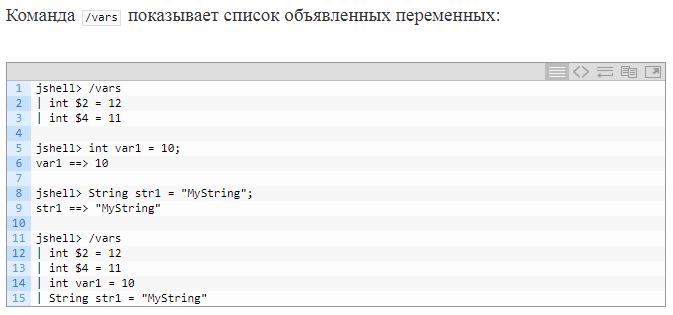 Команда /vars показывает список объявленных переменных:
1 jshell> /vars
2 | int $2 = 12
3 | int $4 = 11
4
5 jshell> int var1 = 10;
6 var1 ==> 10
7
8 jshell> String str1 = "MyString";
9 str1 ==> "MyString"
10
11 jshell> /vars
12 | int $2 = 12
13 | int $4 = 11
14 | int var1 = 10
15 | String str1 = "MyString"